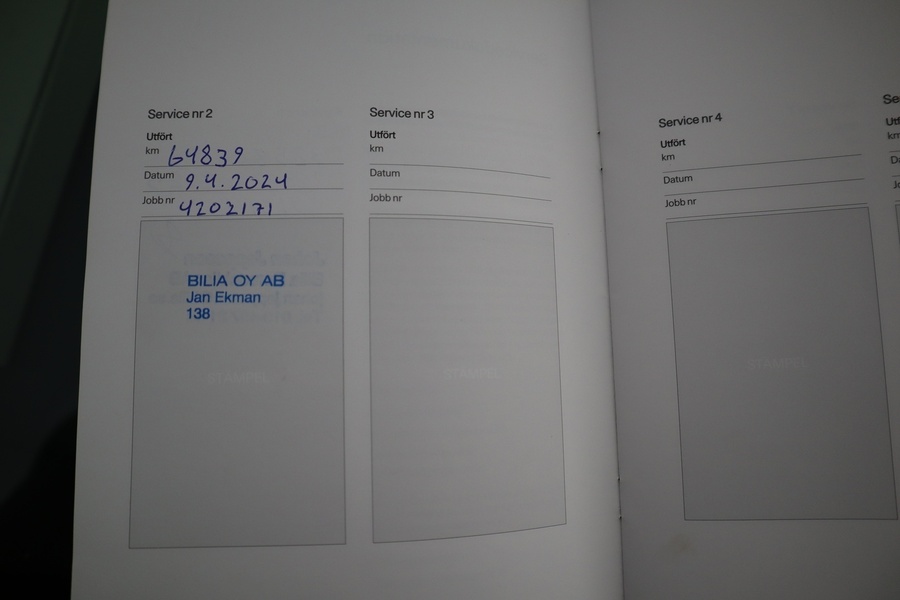 Service nr 2
Utfört
km 64839
Datum 9.4.2024
Jobb nr 4202171
BILIA OY AB
Jan Ekman
138
STAMPEL
Service nr 3
Utfört
km
Datum
Jobb nr
STAMPEL
Service nr 4
Utfört
km
Datum
Jobb nr
STAMPEL